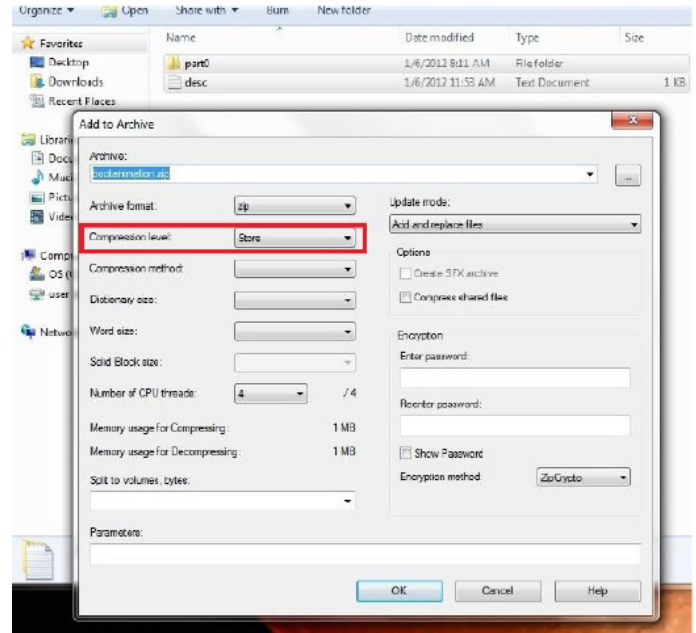 Organize Open Share with Burn New folder
Name Date modified Type Size
Favorites
part0 1/6/2012 8:11 AM File folder
Desktop
desc 1/6/2012 11:53 AM Text Document 1 KB
Downloads
Recent Places
Add to Archive
Archive:
bootanimation.zip
...
Archive format: zip
Update mode:
Add and replace files
Compression level: Store
Options
Compression method:
Create SFX archive
OS
Compress shared files
user
Dictionary size:
Word size:
Encryption
Enter password:
Solid Block size:
Number of CPU threads: 4 / 4
Reenter password:
Memory usage for Compressing: 1 MB
Memory usage for Decompressing: 1 MB
Show Password
Encryption method: ZipCrypto
Split to volumes, bytes:
Parameters:
OK Cancel Help